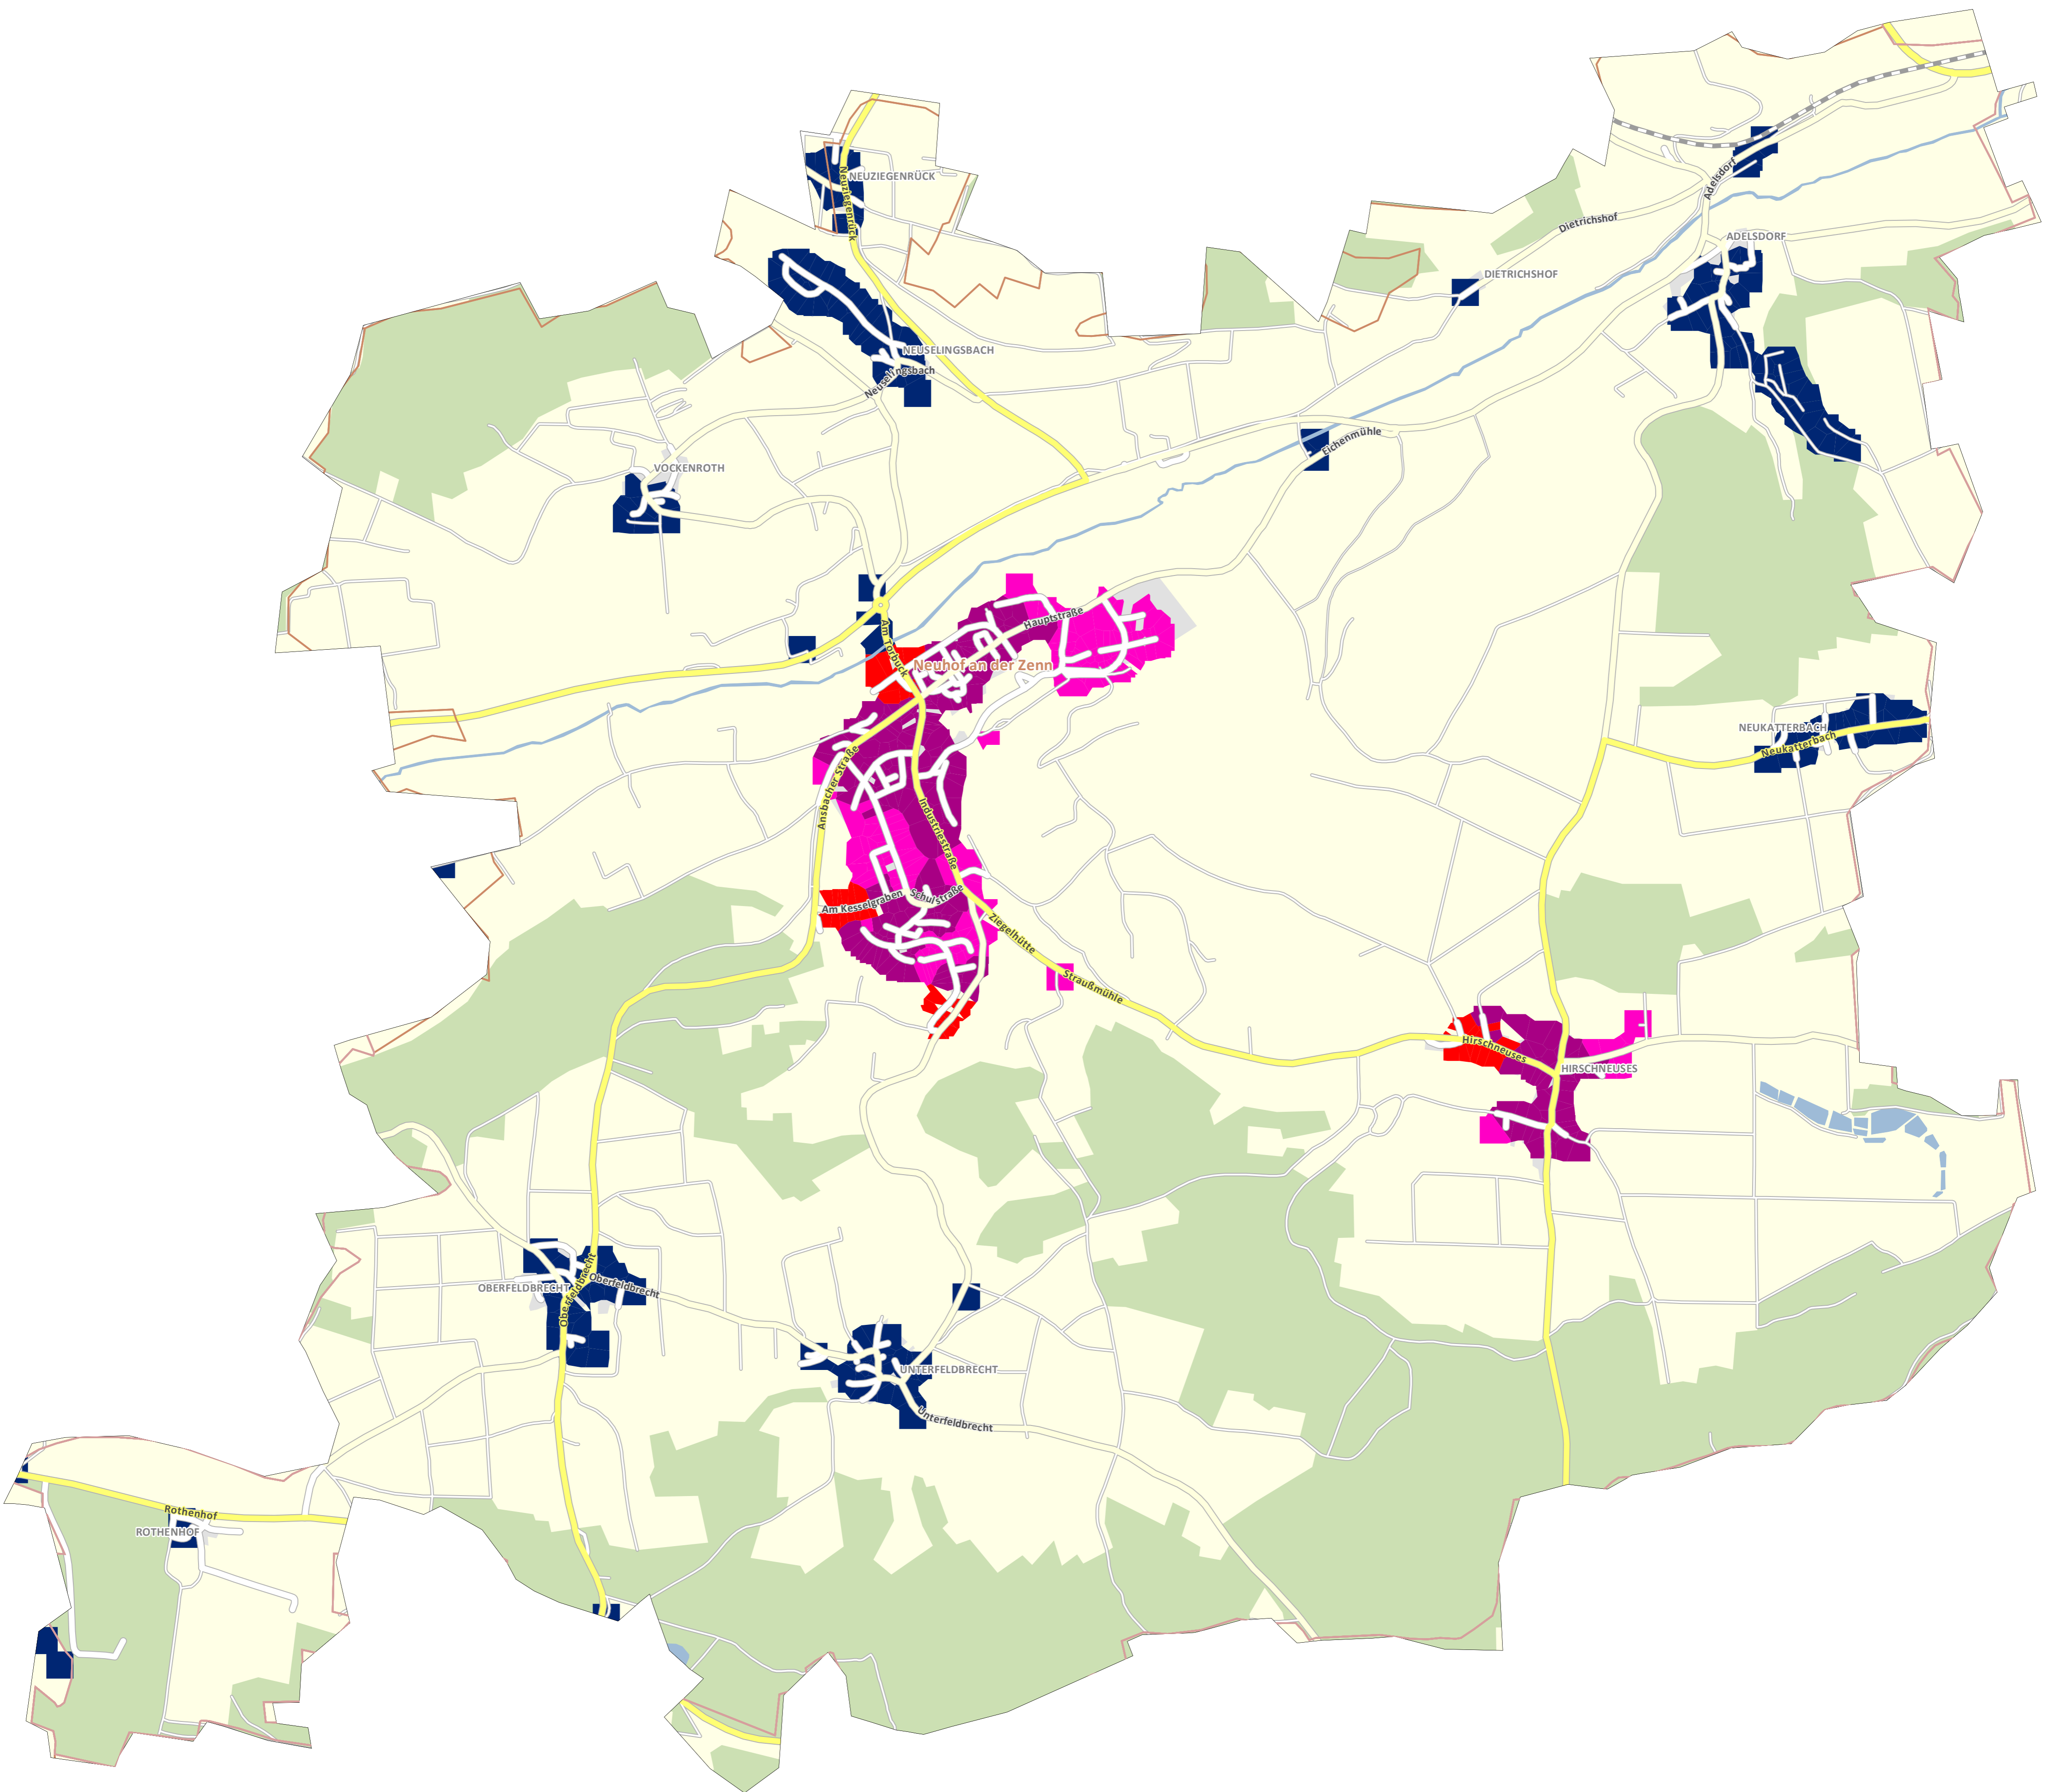 NEUZIEGENRÜCK
Neuziegenrück
Adelsdorf
Dietrichshof
ADELSDORF
DIETRICHSHOF
NEUSELINGSBACH
Neuselingsbach
Eichenmühle
VOCKENROTH
Hauptstraße
Am Torbuck
Neuhof an der Zenn
NEUKATTERBACH
Neukatterbach
Ansbacher Straße
Industriestraße
Schulstraße
Am Kesselgraben
Ziegelhütte
Straußmühle
Hirschneuses
HIRSCHNEUSES
OBERFELDBRECHT
Oberfeldbrecht
Oberfeldbrecht
UNTERFELDBRECHT
Unterfeldbrecht
Rothenhof
ROTHENHOF